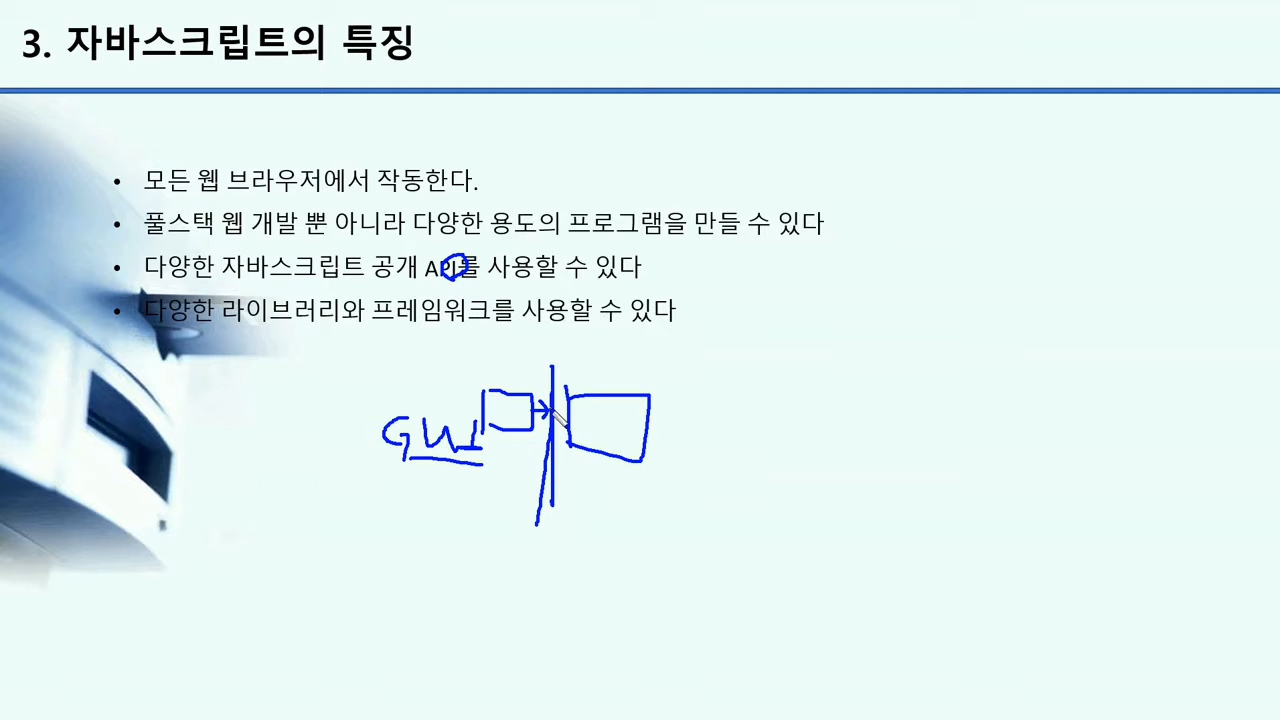 3. 자바스크립트의 특징
• 모든 웹 브라우저에서 작동한다.
• 풀스택 웹 개발 뿐 아니라 다양한 용도의 프로그램을 만들 수 있다
• 다양한 자바스크립트 공개 API를 사용할 수 있다
• 다양한 라이브러리와 프레임워크를 사용할 수 있다
GUI